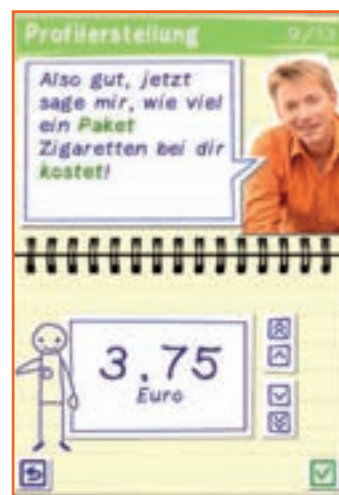 Profilerstellung 9/13
Also gut, jetzt
sage mir, wie viel
ein Paket
Zigaretten bei dir
kostet!
3.75
Euro